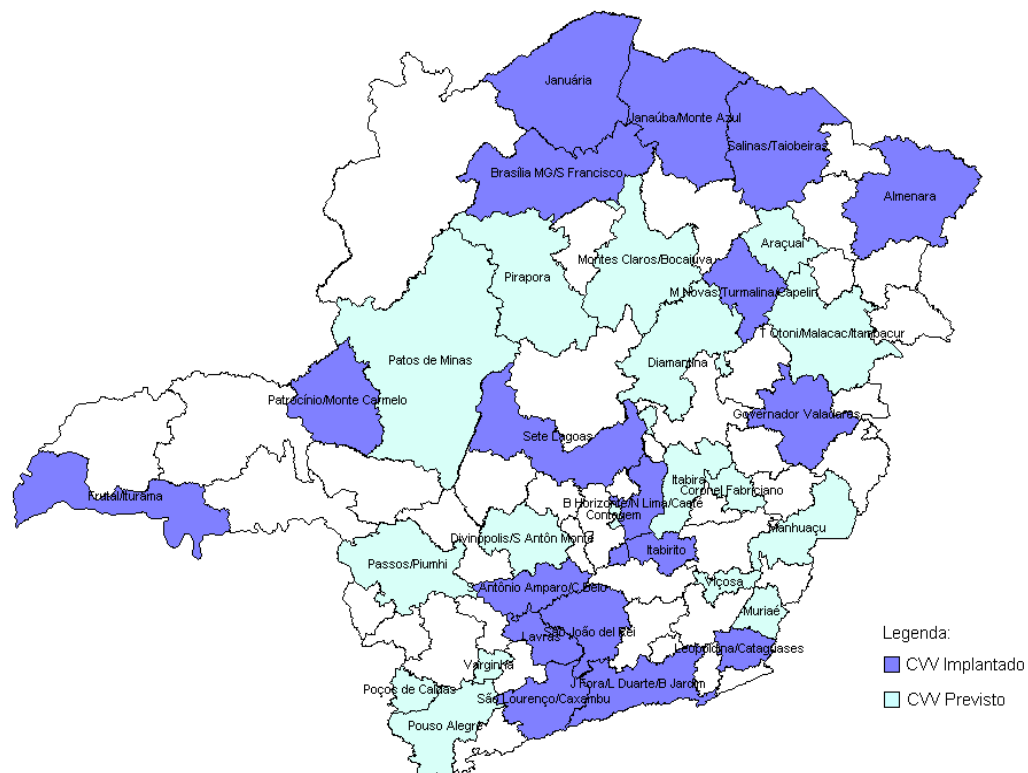 Januária
Janaúba/Monte Azul
Salinas/Taiobeiras
Brasília MG/S Francisco
Almenara
Araçuaí
Montes Claros/Bocaiuva
Pirapora
M Novas/Turmalina/Capelin
T Otoni/Malacac/Itambacur
Patos de Minas
Diamantina
Patrocínio/Monte Carmelo
Governador Valadares
Sete Lagoas
Itabira
Coronel Fabriciano
Frutal/Iturama
B Horizonte/N Lima/Caeté
Contagem
Manhuaçu
Divinópolis/S Antôn Monte
Itabirito
Passos/Piumhi
S Antônio Amparo/C Belo
Viçosa
Muriaé
São João del Rei
Lavras
Leopoldina/Cataguases
Legenda:
Varginha
CVV Implantado
J Fora/L Duarte/B Jardim
Poços de Caldas
São Lourenço/Caxambu
CVV Previsto
Pouso Alegre